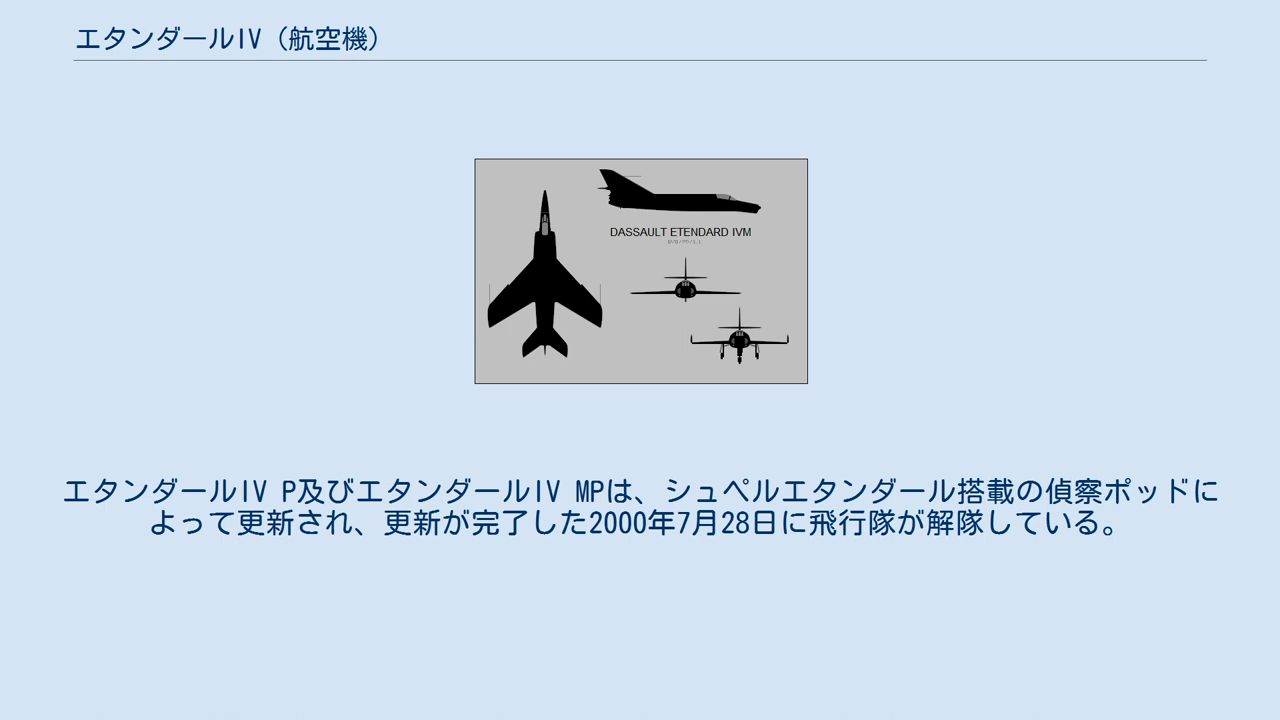 エタンダールIV（航空機）
DASSAULT ETENDARD IVM
エタンダールIV P及びエタンダールIV MPは、シュペルエタンダール搭載の偵察ポッドに
よって更新され、更新が完了した2000年7月28日に飛行隊が解隊している。